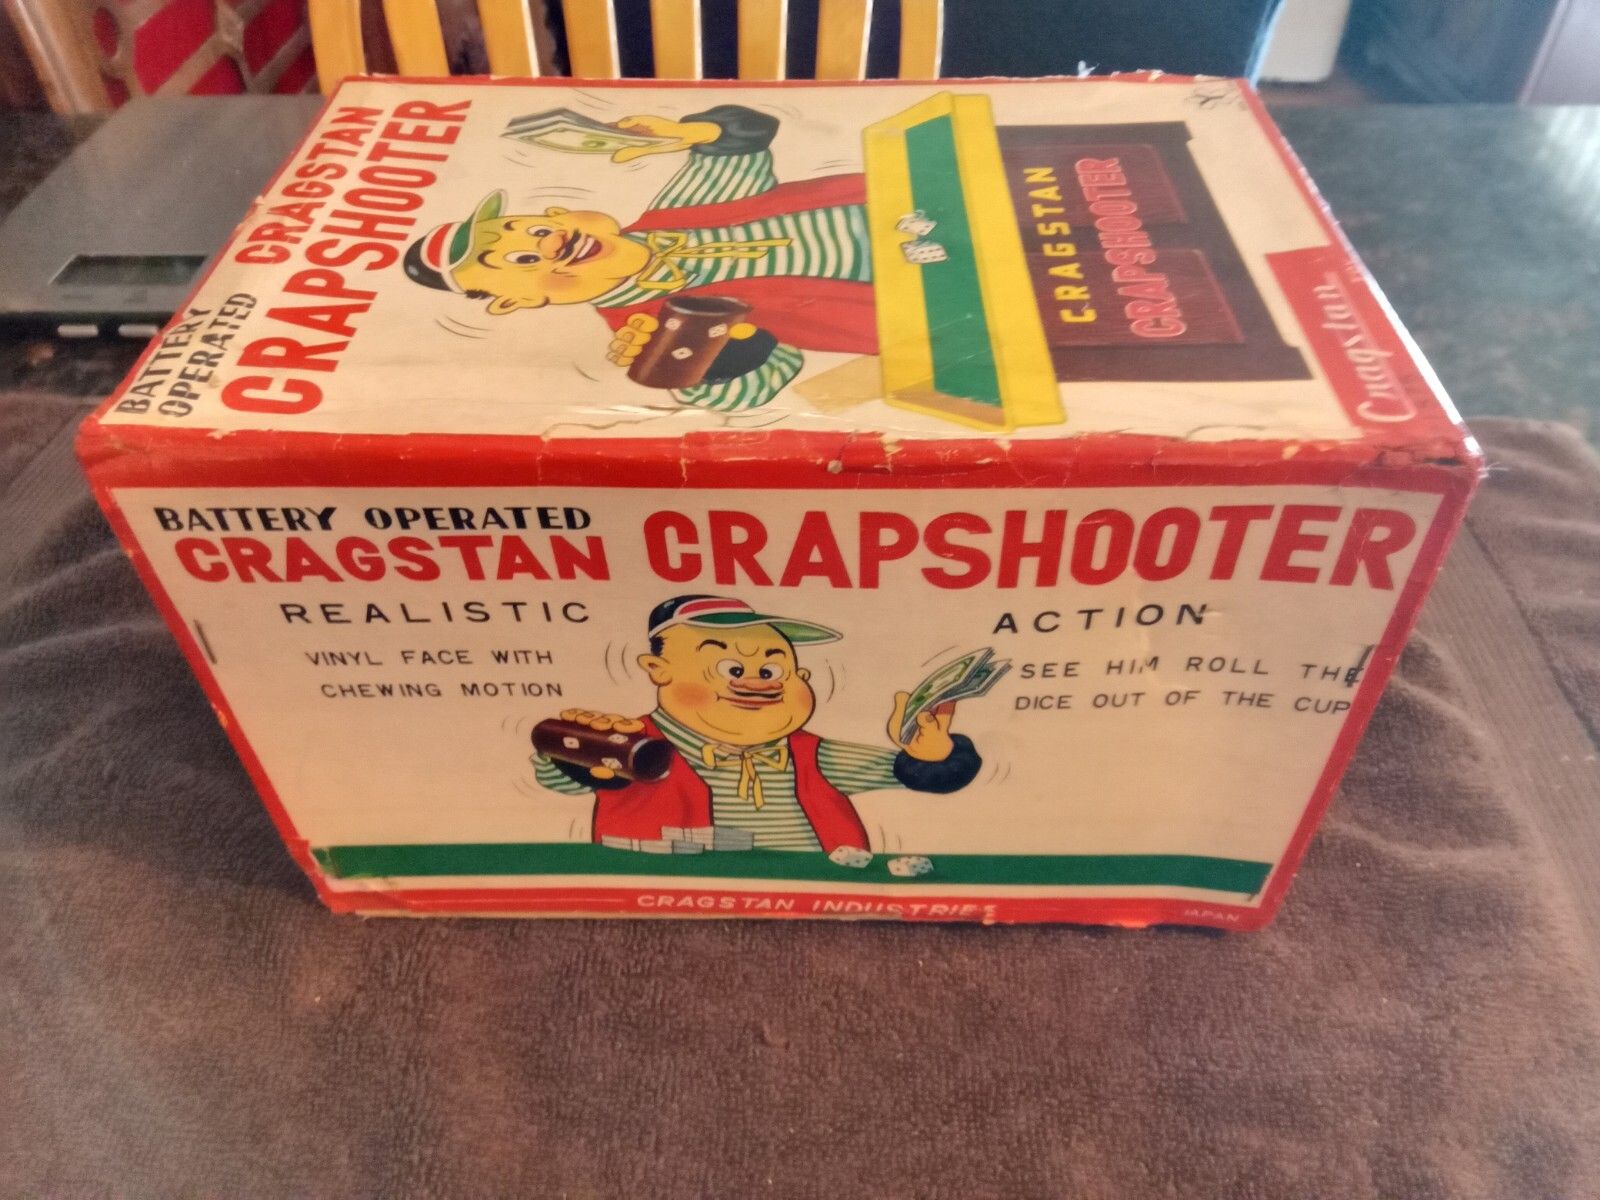 BATTERY
OPERATED
CRAGSTAN
CRAPSHOOTER
CRAGSTAN
CRAPSHOOTER
Cragstan
BATTERY OPERATED
CRAGSTAN CRAPSHOOTER
REALISTIC ACTION
VINYL FACE WITH
CHEWING MOTION
SEE HIM ROLL THE
DICE OUT OF THE CUP
CRAGSTAN INDUSTRIES
JAPAN